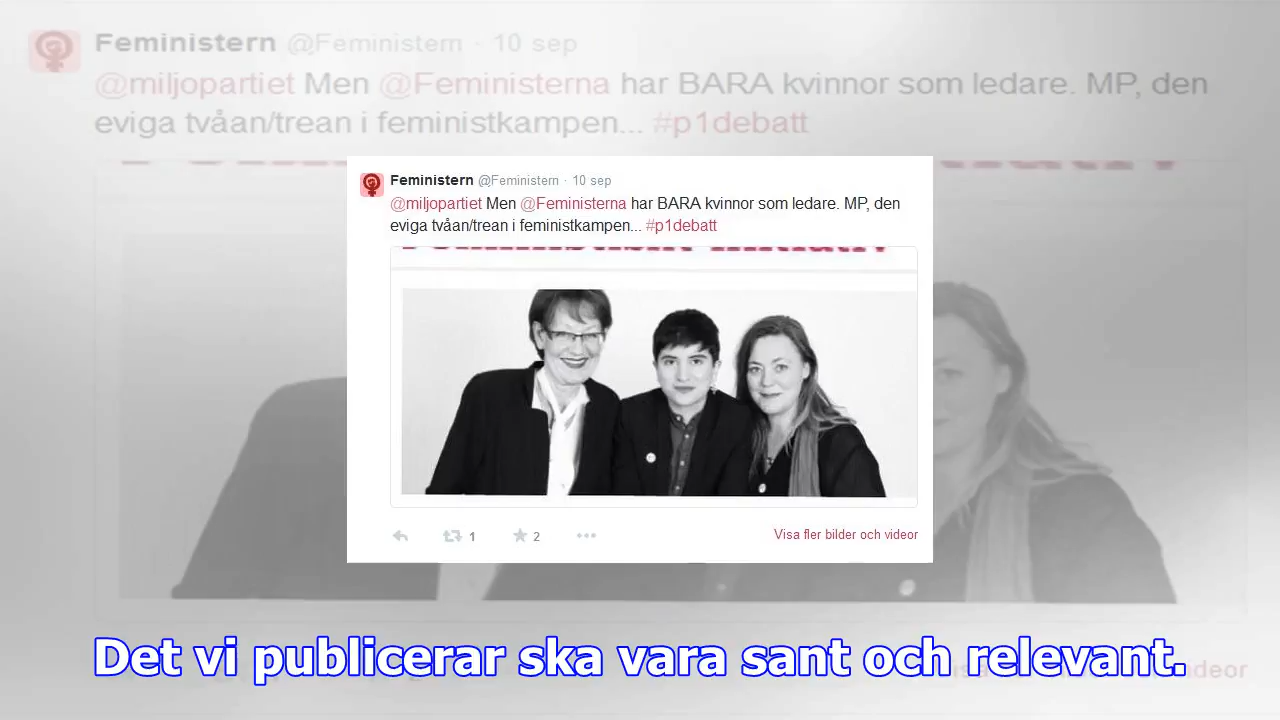 Feministern @Feministern · 10 sep
@miljopartiet Men @Feministerna har BARA kvinnor som ledare. MP, den
eviga tvåan/trean i feministkampen... #p1debatt
Feministern @Feministern · 10 sep
@miljopartiet Men @Feministerna har BARA kvinnor som ledare. MP, den
eviga tvåan/trean i feministkampen... #p1debatt
1 2
Visa fler bilder och videor
Det vi publicerar ska vara sant och relevant.